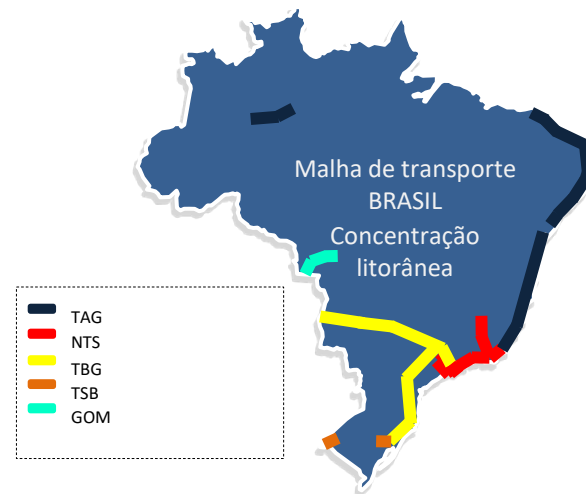 Malha de transporte
BRASIL
Concentração
litorânea
TAG
NTS
TBG
TSB
GOM